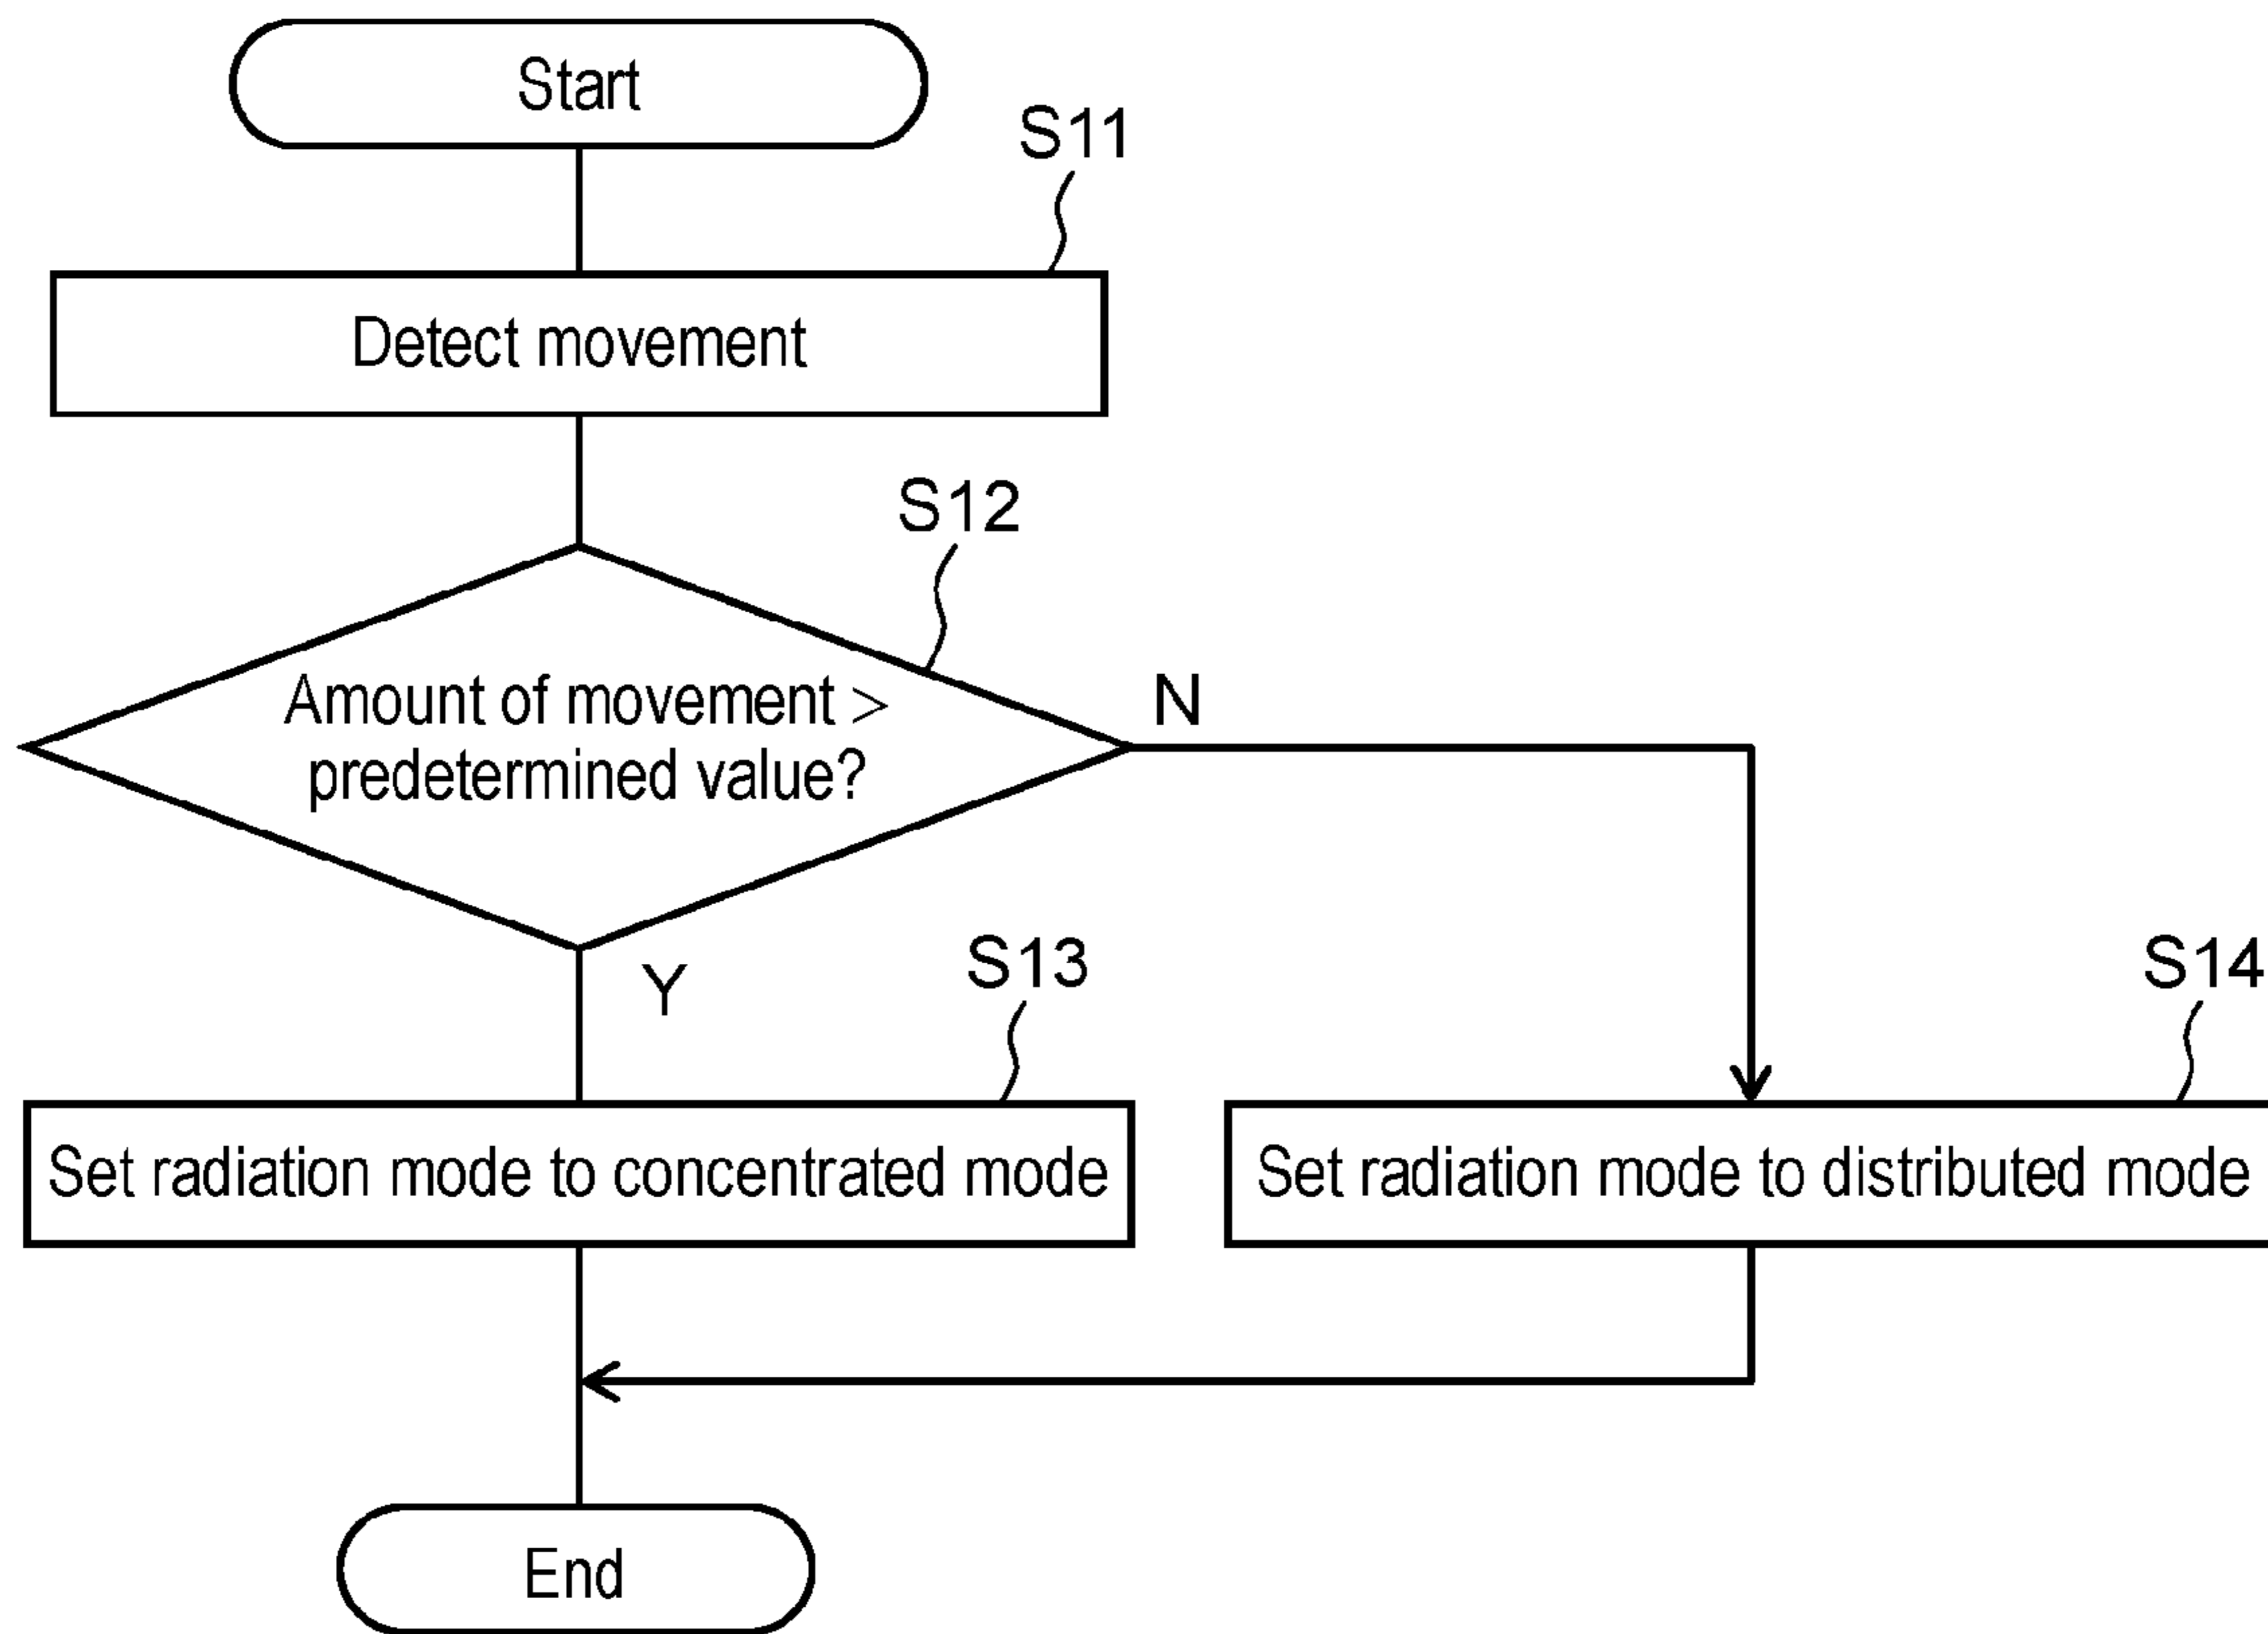 Start
S11
Detect movement
S12
Amount of movement >
predetermined value?
N
Y
S13
S14
Set radiation mode to concentrated mode
Set radiation mode to distributed mode
End